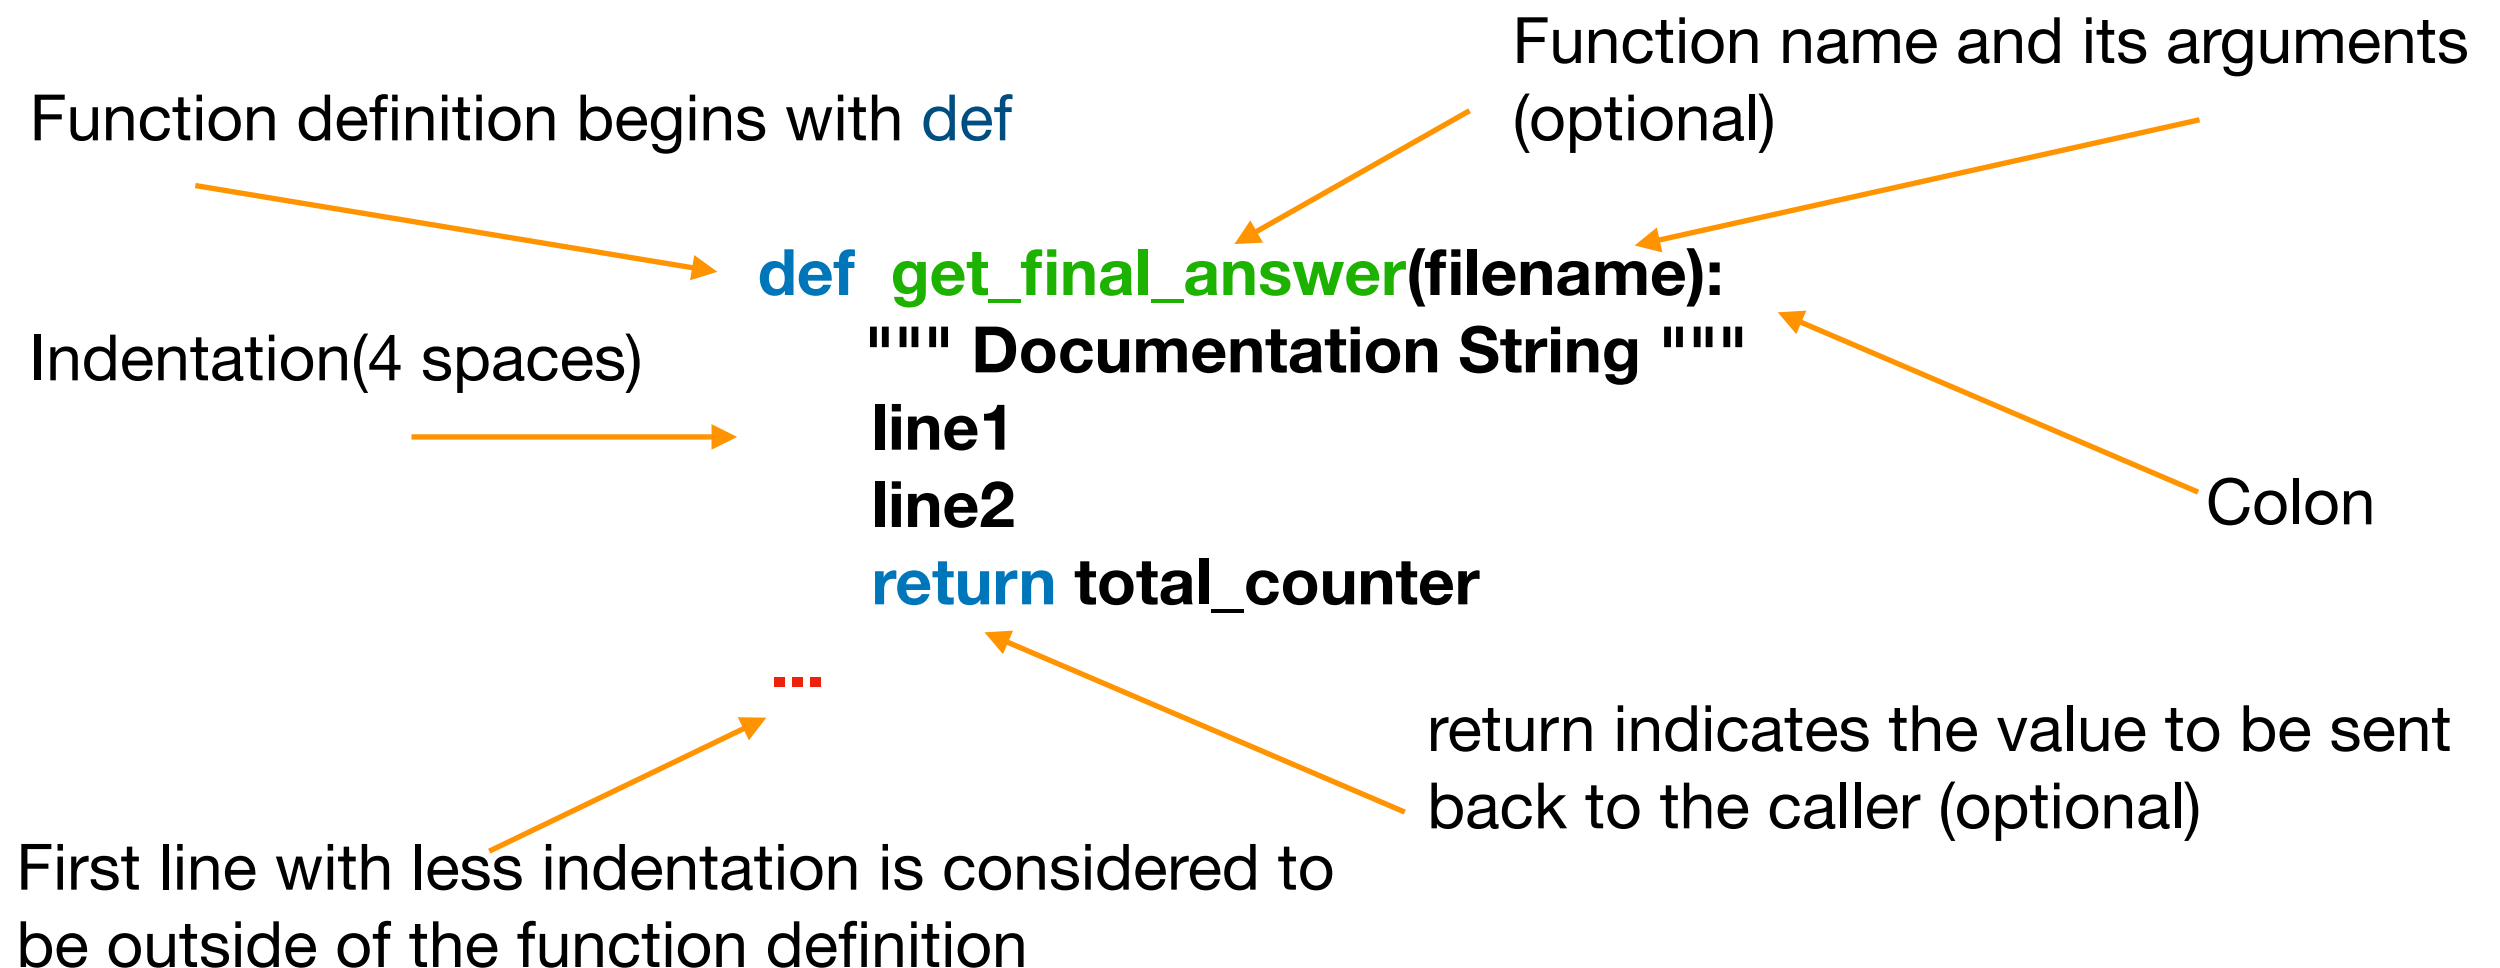 Function name and its arguments
(optional)
Function definition begins with def
def get_final_answer(filename):
""" Documentation String """
Indentation(4 spaces)
line1
line2
Colon
return total_counter
...
return indicates the value to be sent
back to the caller (optional)
First line with less indentation is considered to
be outside of the function definition